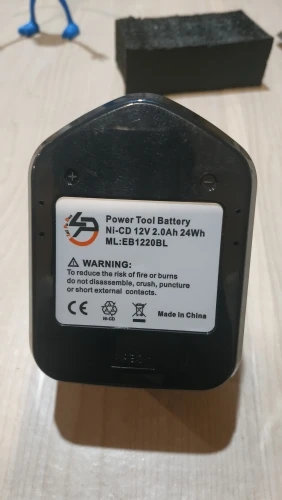 + -
Power Tool Battery
Ni-CD 12V 2.0Ah 24Wh
ML:EB1220BL
WARNING:
To reduce the risk of fire or burns
do not disassemble, crush, puncture
or short external contacts.
CE
Ni-CD
Made in China